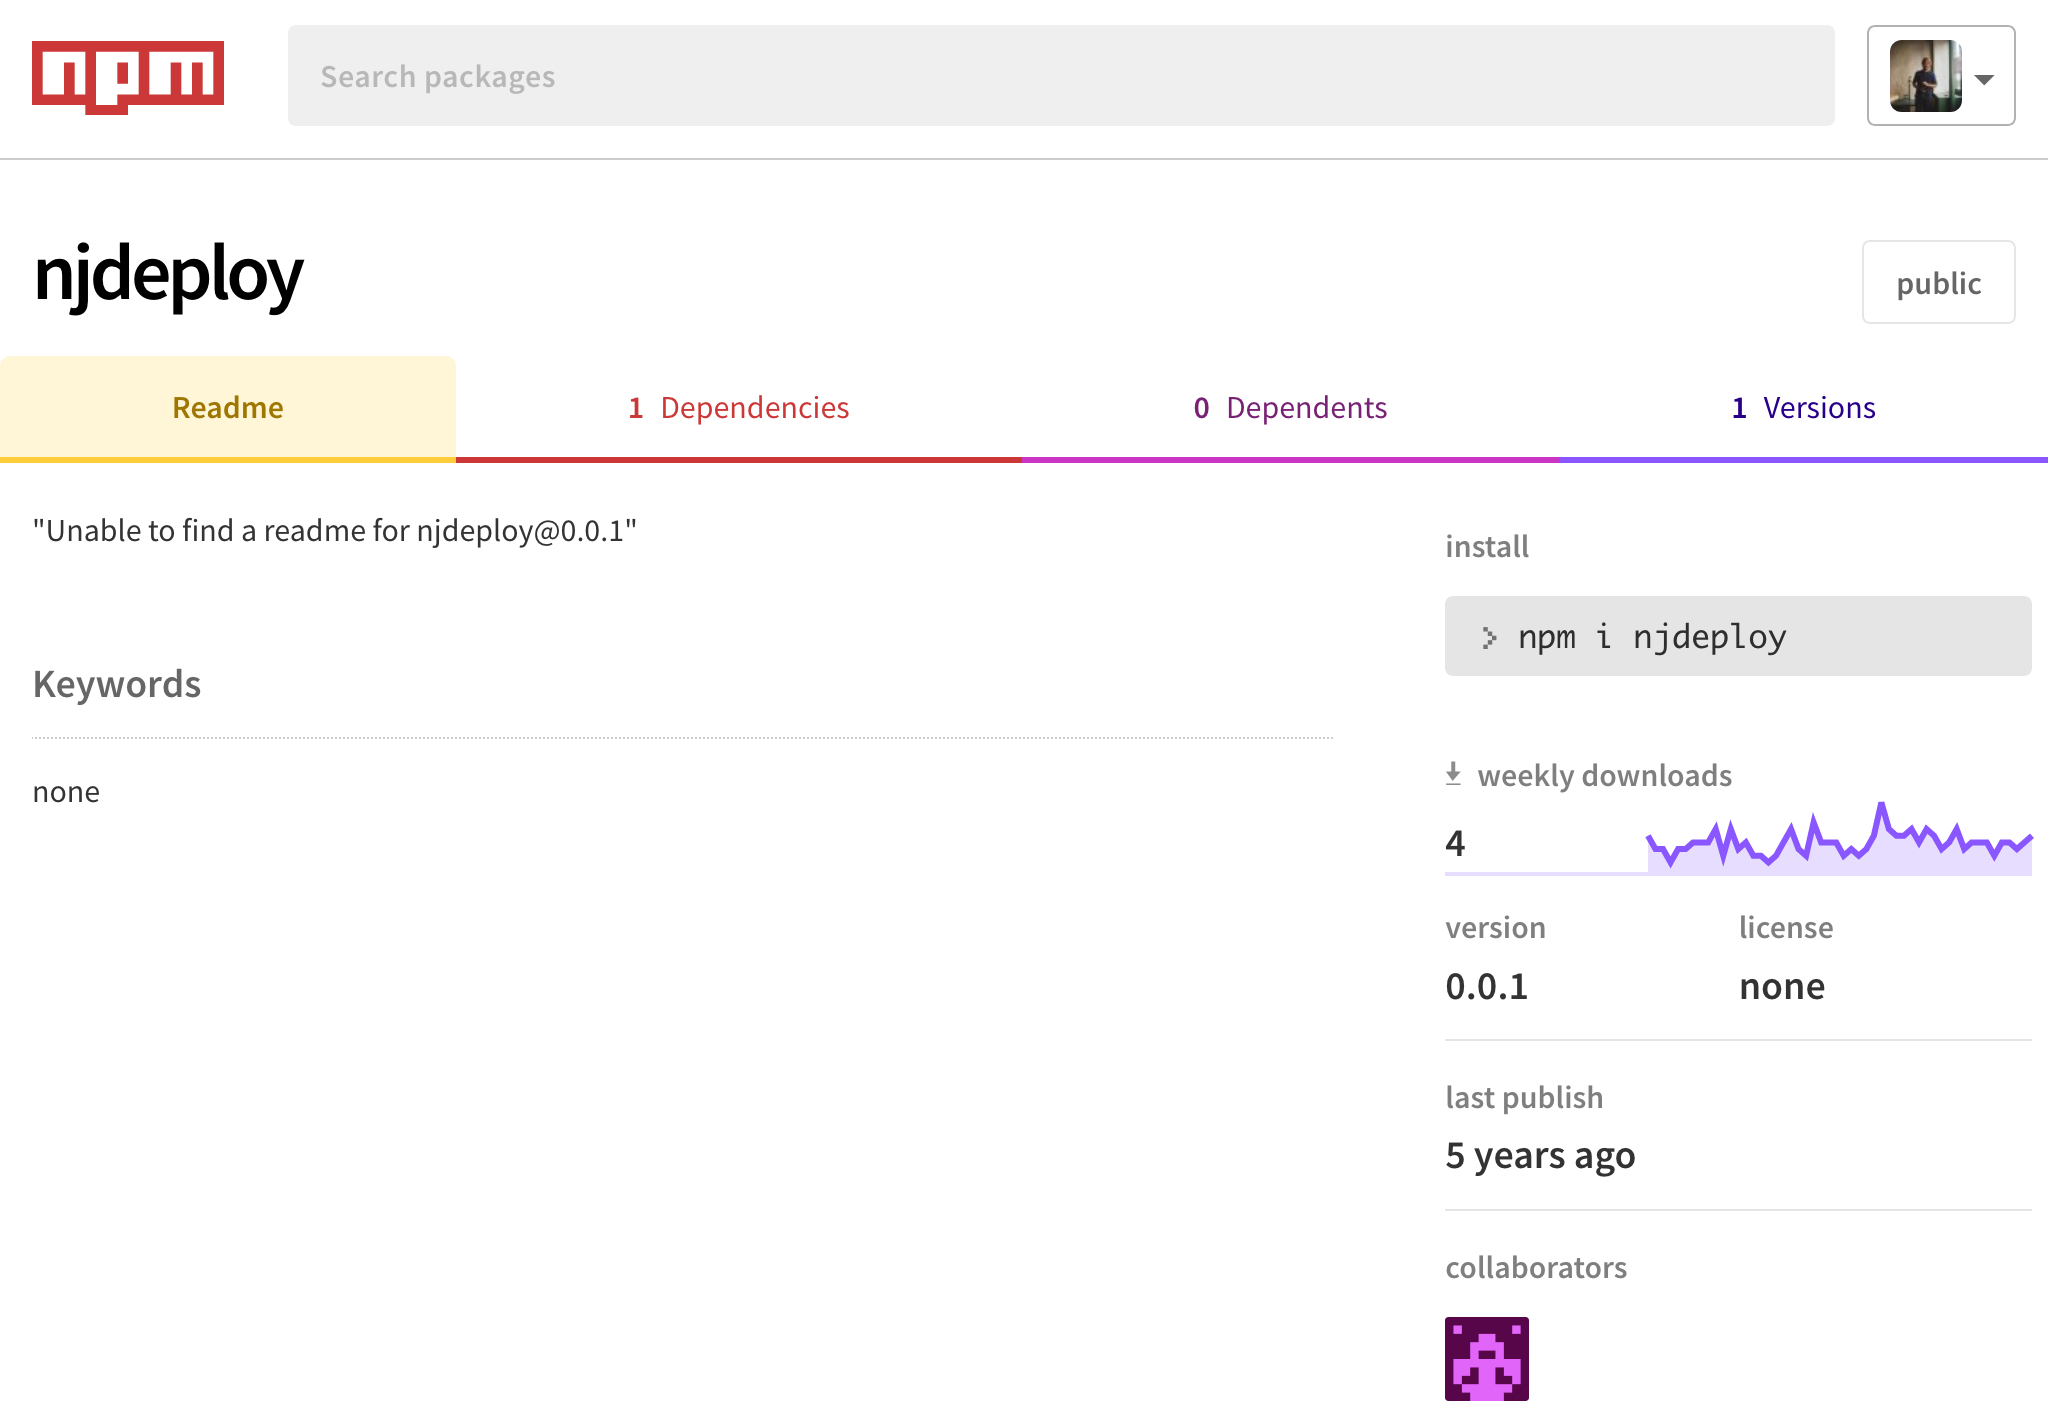 npm
Search packages
njdeploy
public
Readme
1 Dependencies
0 Dependents
1 Versions
"Unable to find a readme for njdeploy@0.0.1"
Keywords
none
install
npm i njdeploy
weekly downloads
4
version
license
0.0.1
none
last publish
5 years ago
collaborators